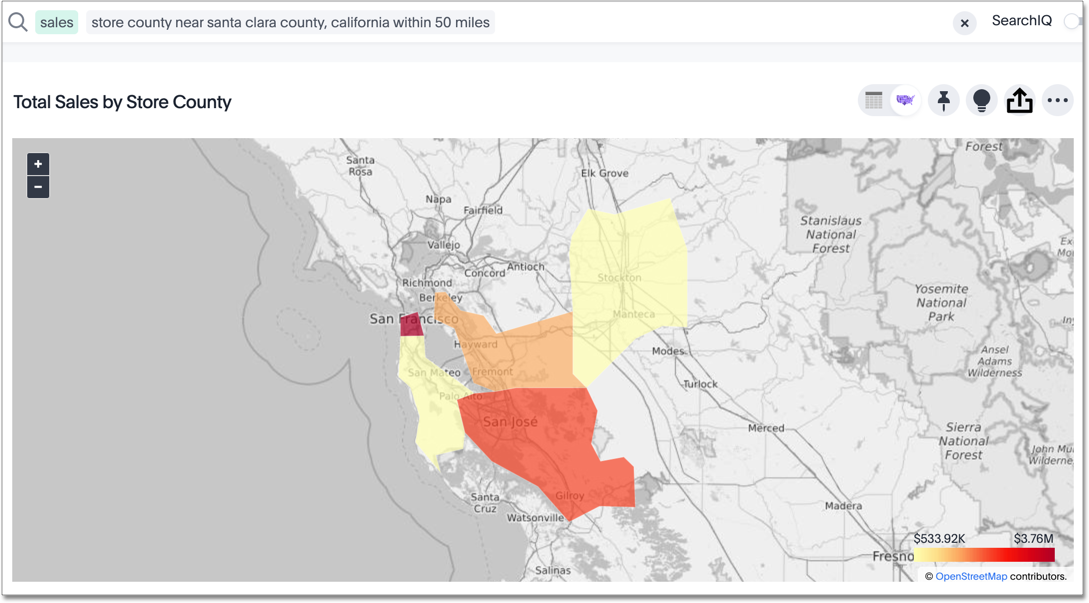 sales store county near santa clara county, california within 50 miles × SearchIQ
Total Sales by Store County
+
−
Forest
Santa
Rosa
Elk Grove
Napa
Fairfield
Stanislaus
National
Forest
Vallejo
Antioch
Concord
Stockton
Richmond
Berkeley
Yosemite
National
Park
San Francisco
Manteca
Hayward
Modes
Ansel
Adams
Wilderness
San Mateo
Fremont
Turlock
Palo Alto
San José
Merced
Sierra
National
Forest
John Mu
Wilderne
Gilroy
Santa
Cruz
Watsonville
Madera
$533.92K $3.76M
Fresno
Salinas
© OpenStreetMap contributors.